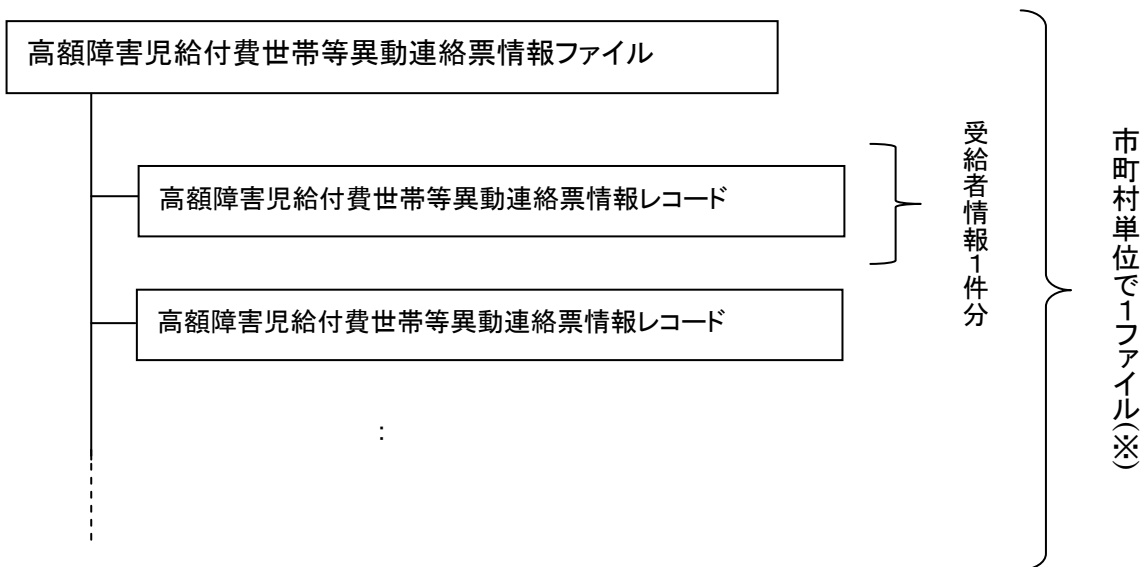 高額障害児給付費世帯等異動連絡票情報ファイル
高額障害児給付費世帯等異動連絡票情報レコード
受給者情報1件分
高額障害児給付費世帯等異動連絡票情報レコード
:
市町村単位で1ファイル(※)